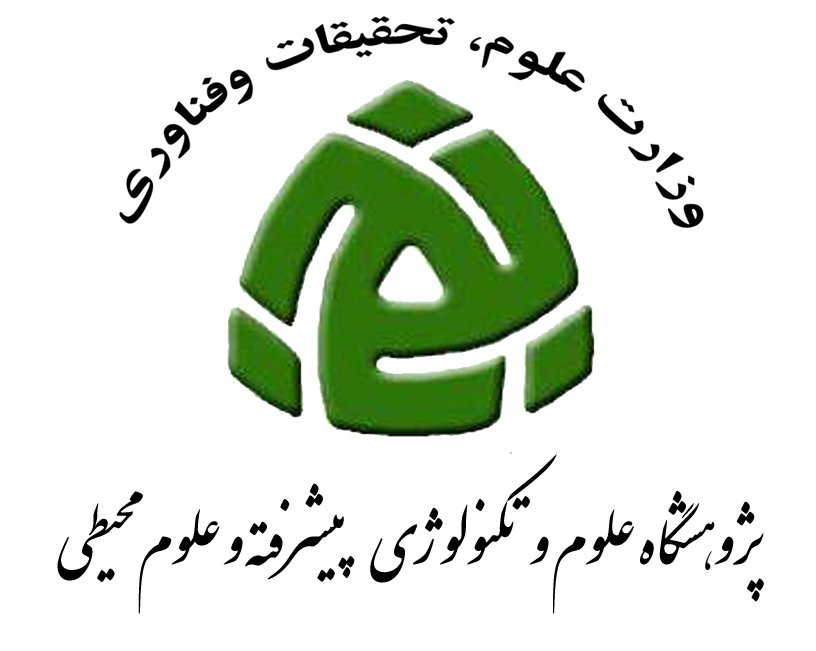 وزارت علوم، تحقیقات وفناوری
پژوهشگاه علوم و تکنولوژی پیشرفته و علوم محیطی